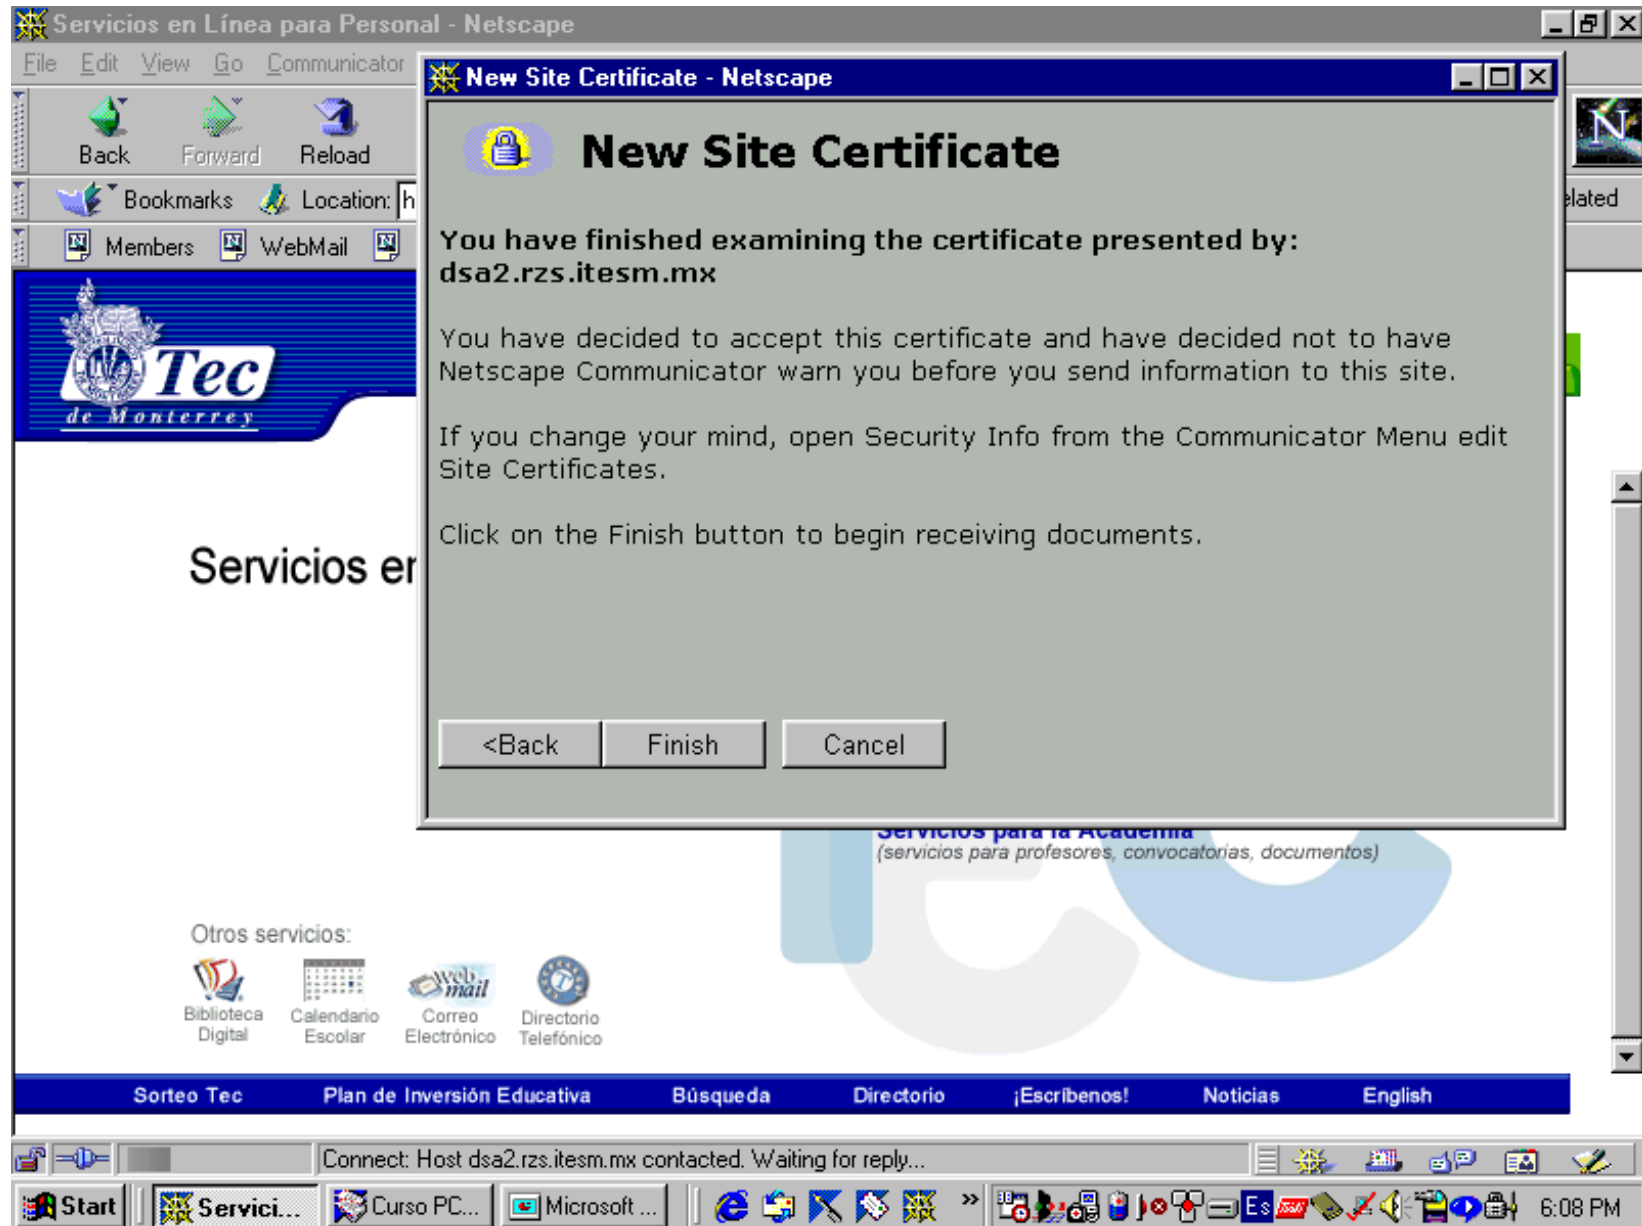 Servicios en Línea para Personal - Netscape
File Edit View Go Communicator
New Site Certificate - Netscape
Back Forward Reload
Bookmarks Location:
Members WebMail
New Site Certificate
You have finished examining the certificate presented by:
dsa2.rzs.itesm.mx
You have decided to accept this certificate and have decided not to have
Netscape Communicator warn you before you send information to this site.
If you change your mind, open Security Info from the Communicator Menu edit
Site Certificates.
Click on the Finish button to begin receiving documents.
<Back Finish Cancel
Tec
de Monterrey
Servicios en
Servicios para la Academia
(servicios para profesores, convocatorias, documentos)
Otros servicios:
web
mail
Biblioteca
Digital
Calendario
Escolar
Correo
Electrónico
Directorio
Telefónico
Sorteo Tec Plan de Inversión Educativa Búsqueda Directorio ¡Escríbenos! Noticias English
Connect: Host dsa2.rzs.itesm.mx contacted. Waiting for reply...
Start Servici... Curso PC... Microsoft ... » Es 6:08 PM